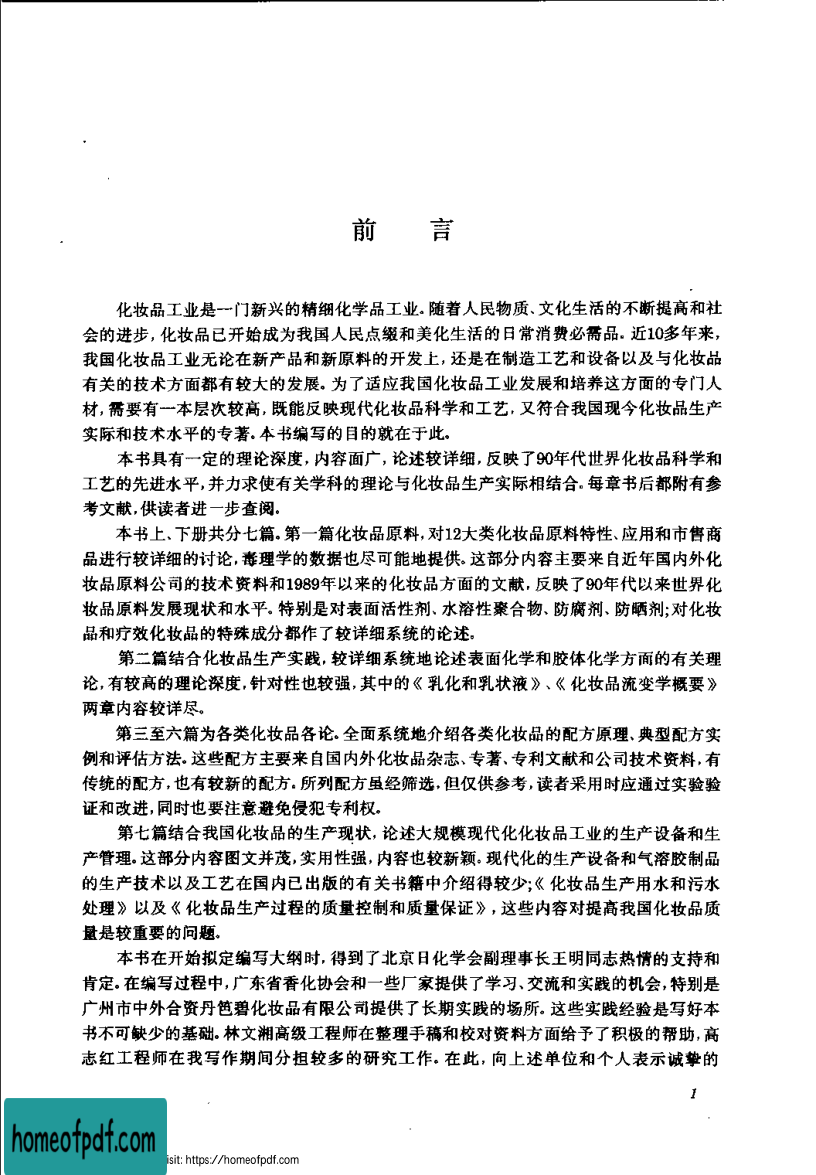 前 言
化妆品工业是一门新兴的精细化学品工业。随着人民物质、文化生活的不断提高和社
会的进步,化妆品已开始成为我国人民点缀和美化生活的日常消费必需品。近10多年来,
我国化妆品工业无论在新产品和新原料的开发上,还是在制造工艺和设备以及与化妆品
有关的技术方面都有较大的发展。为了适应我国化妆品工业发展和培养这方面的专门人
材,需要有一本层次较高,既能反映现代化妆品科学和工艺,又符合我国现今化妆品生产
实际和技术水平的专著。本书编写的目的就在于此。
本书具有一定的理论深度,内容面广,论述较详细,反映了90年代世界化妆品科学和
工艺的先进水平,并力求使有关学科的理论与化妆品生产实际相结合。每章书后都附有参
考文献,供读者进一步查阅。
本书上、下册共分七篇。第一篇化妆品原料,对12大类化妆品原料特性、应用和市售商
品进行较详细的讨论,毒理学的数据也尽可能地提供。这部分内容主要来自近年国内外化
妆品原料公司的技术资料和1989年以来的化妆品方面的文献,反映了90年代以来世界化
妆品原料发展现状和水平。特别是对表面活性剂、水溶性聚合物、防腐剂、防晒剂;对化妆
品和疗效化妆品的特殊成分都作了较详细系统的论述。
第二篇结合化妆品生产实践,较详细系统地论述表面化学和胶体化学方面的有关理
论,有较高的理论深度,针对性也较强,其中的《乳化和乳状液》、《化妆品流变学概要》
两章内容较详尽。
第三至六篇为各类化妆品各论。全面系统地介绍各类化妆品的配方原理、典型配方实
例和评估方法。这些配方主要来自国内外化妆品杂志、专著、专利文献和公司技术资料,有
传统的配方,也有较新的配方。所列配方虽经筛选,但仅供参考,读者采用时应通过实验验
证和改进,同时也要注意避免侵犯专利权。
第七篇结合我国化妆品的生产现状,论述大规模现代化化妆品工业的生产设备和生
产管理。这部分内容图文并茂,实用性强,内容也较新颖。现代化的生产设备和气溶胶制品
的生产技术以及工艺在国内已出版的有关书籍中介绍得较少;《化妆品生产用水和污水
处理》以及《化妆品生产过程的质量控制和质量保证》,这些内容对提高我国化妆品质
量是较重要的问题。
本书在开始拟定编写大纲时,得到了北京日化学会副理事长王明同志热情的支持和
肯定。在编写过程中,广东省香化协会和一些厂家提供了学习、交流和实践的机会,特别是
广州市中外合资丹笆碧化妆品有限公司提供了长期实践的场所。这些实践经验是写好本
书不可缺少的基础。林文湘高级工程师在整理手稿和校对资料方面给予了积极的帮助,高
志红工程师在我写作期间分担较多的研究工作。在此,向上述单位和个人表示诚挚的
1
homeofpdf.com
isit: https://homeofpdf.com